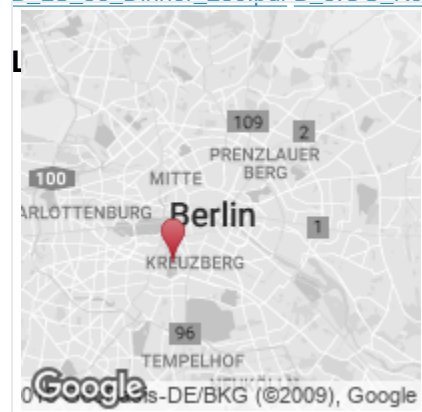 L
109
2
PRENZLAUER
BERG
100
MITTE
ARLOTTENBURG
Berlin
1
KREUZBERG
96
TEMPELHOF
Google
-DE/BKG (©2009), Google